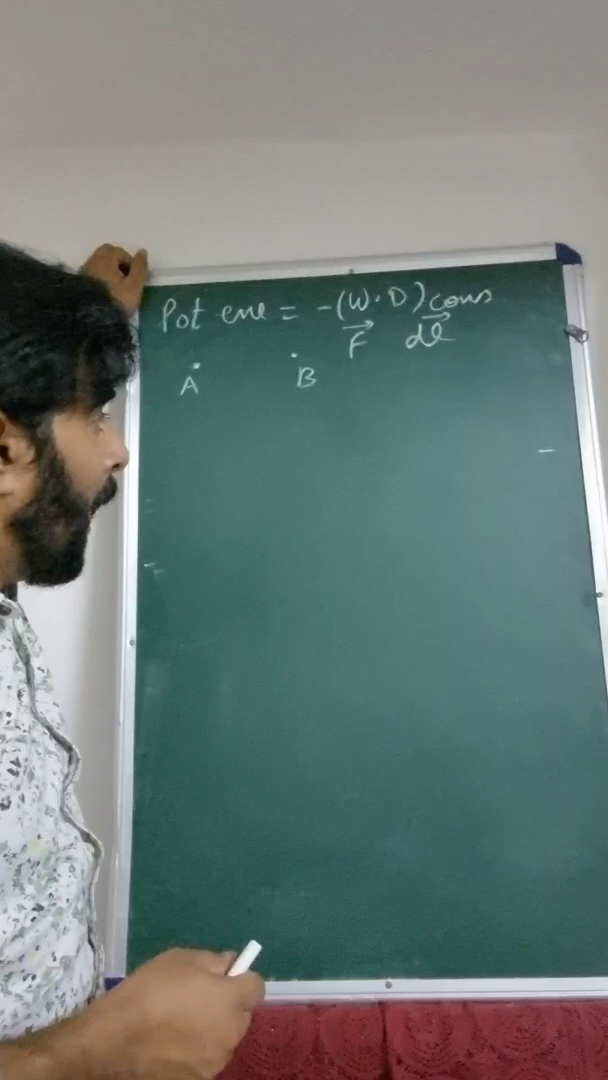 Pot ene = -(W.D)cons
F dl
A B